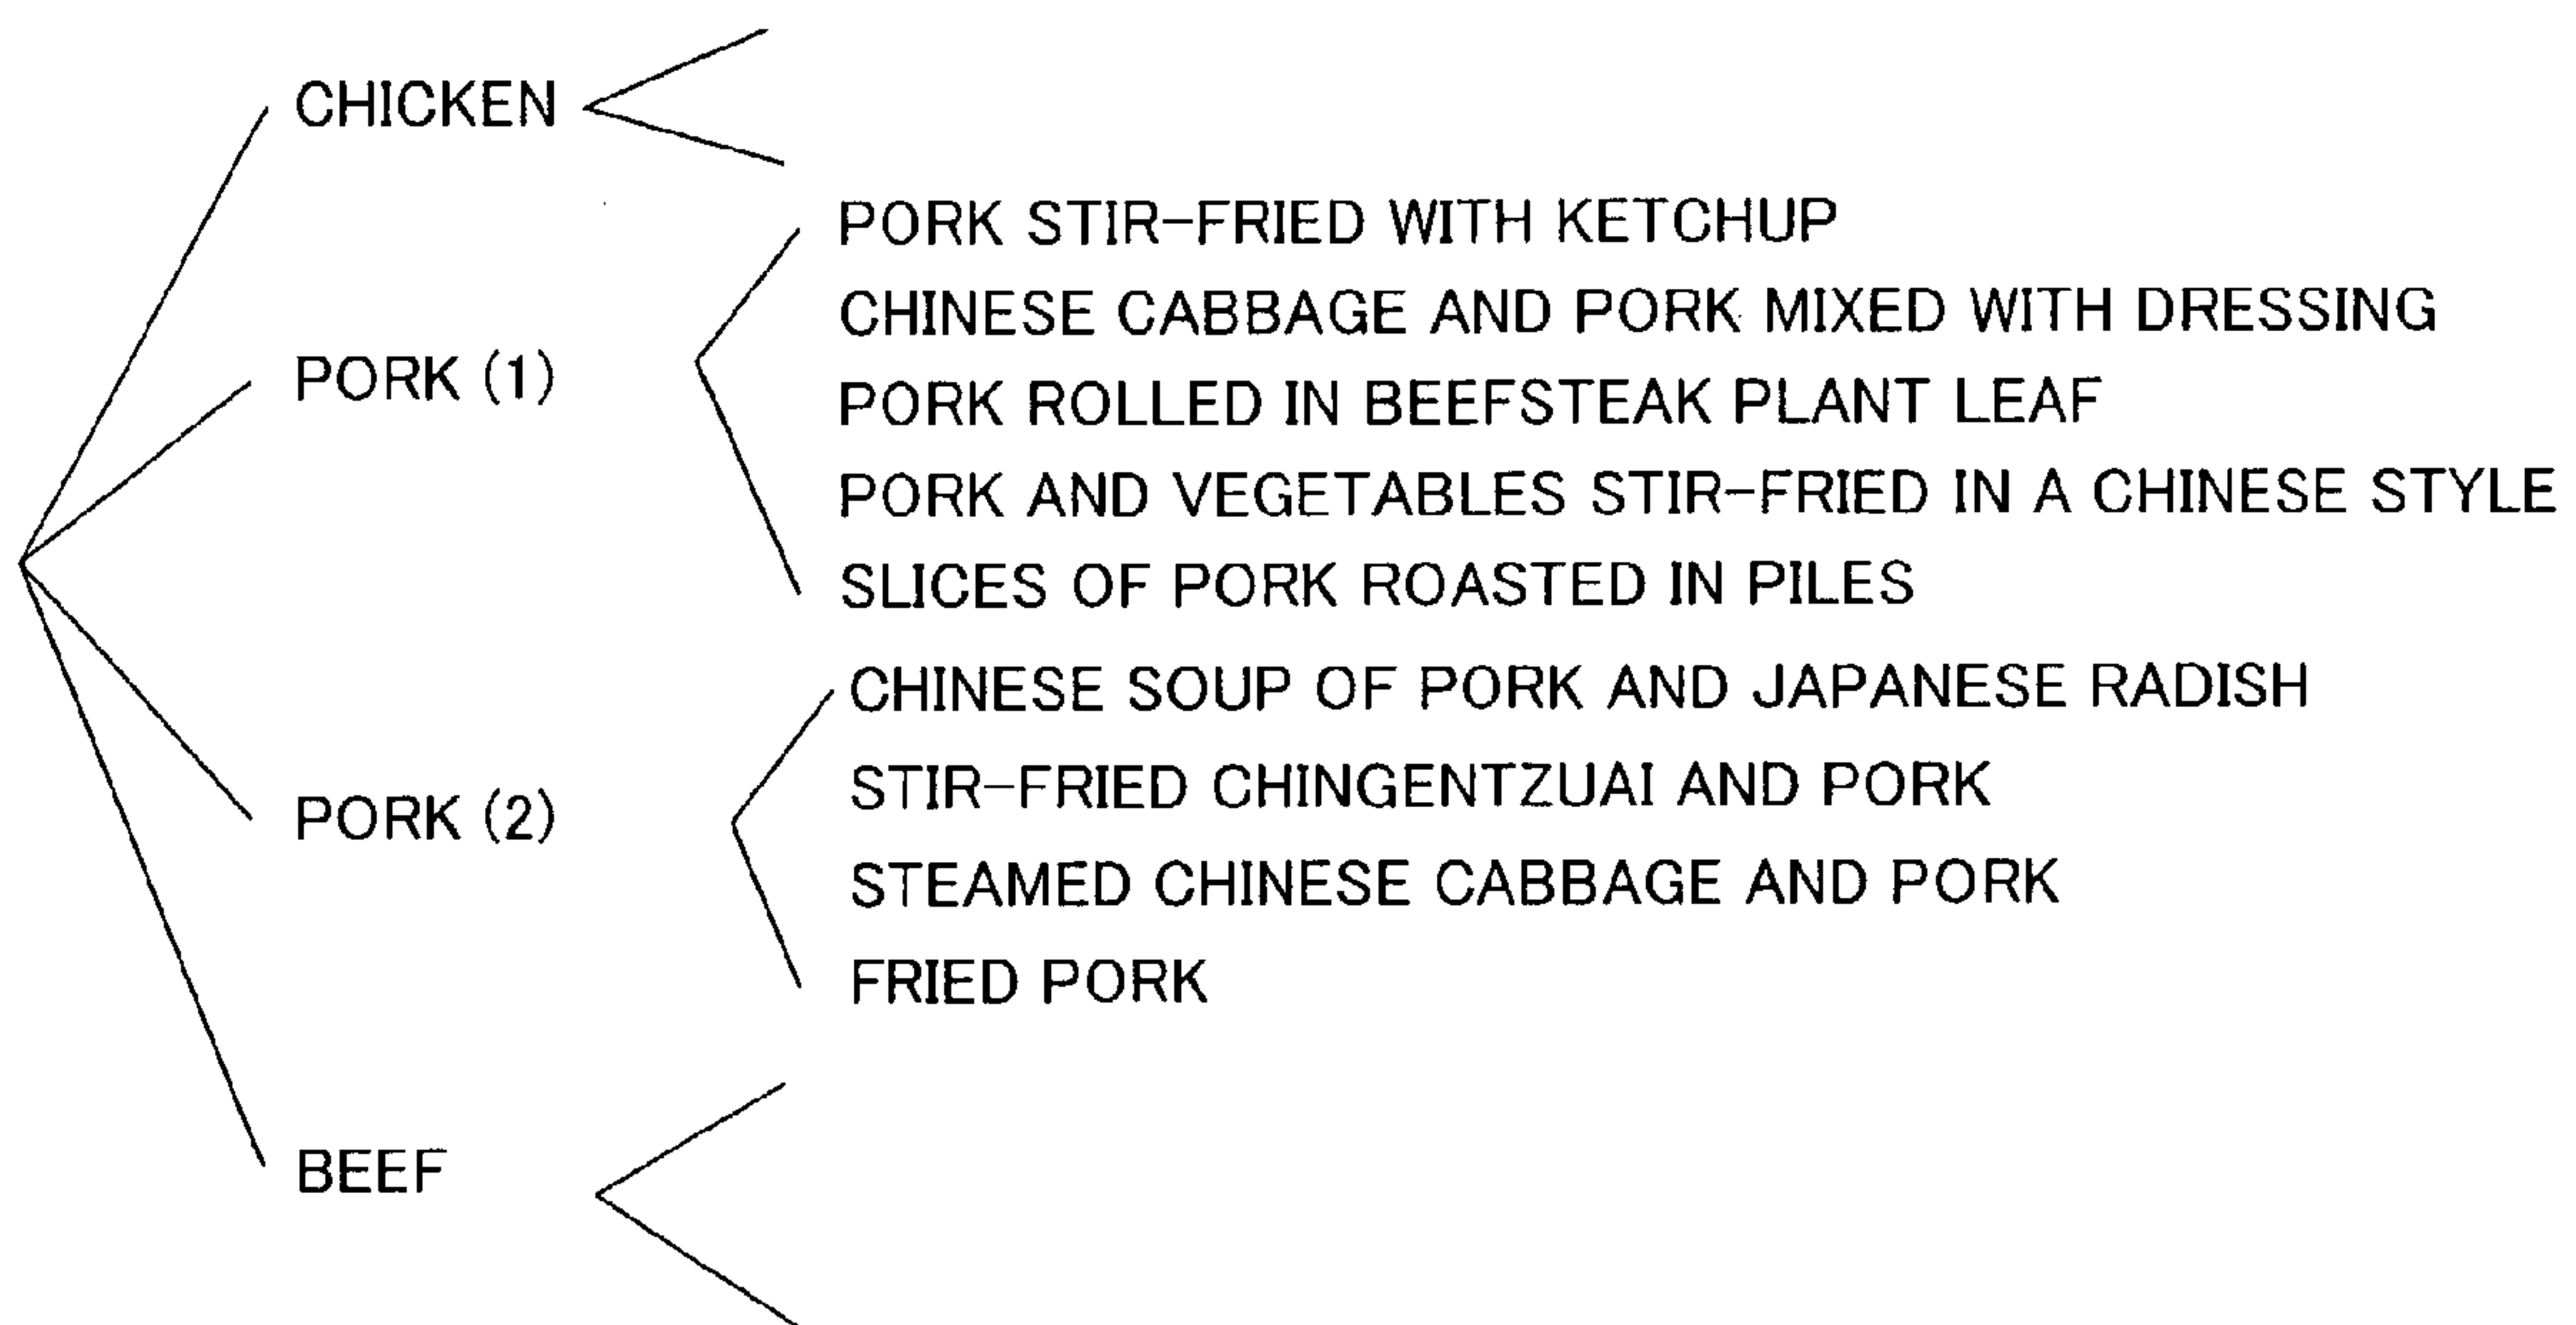 CHICKEN
PORK (1)
PORK STIR-FRIED WITH KETCHUP
CHINESE CABBAGE AND PORK MIXED WITH DRESSING
PORK ROLLED IN BEEFSTEAK PLANT LEAF
PORK AND VEGETABLES STIR-FRIED IN A CHINESE STYLE
SLICES OF PORK ROASTED IN PILES
PORK (2)
CHINESE SOUP OF PORK AND JAPANESE RADISH
STIR-FRIED CHINGENTZUAI AND PORK
STEAMED CHINESE CABBAGE AND PORK
FRIED PORK
BEEF